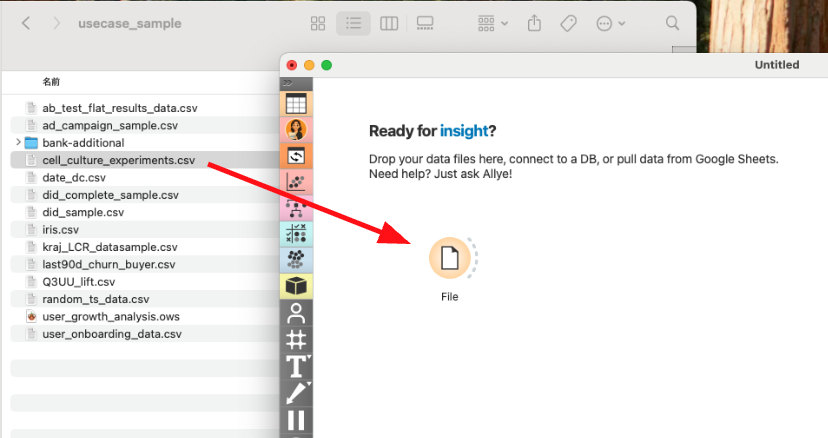 usecase_sample
名前
ab_test_flat_results_data.csv
ad_campaign_sample.csv
bank-additional
cell_culture_experiments.csv
date_dc.csv
did_complete_sample.csv
did_sample.csv
iris.csv
kraj_LCR_datasample.csv
last90d_churn_buyer.csv
Q3UU_lift.csv
random_ts_data.csv
user_growth_analysis.ows
user_onboarding_data.csv
Untitled
Ready for insight?
Drop your data files here, connect to a DB, or pull data from Google Sheets.
Need help? Just ask Allye!
File
T